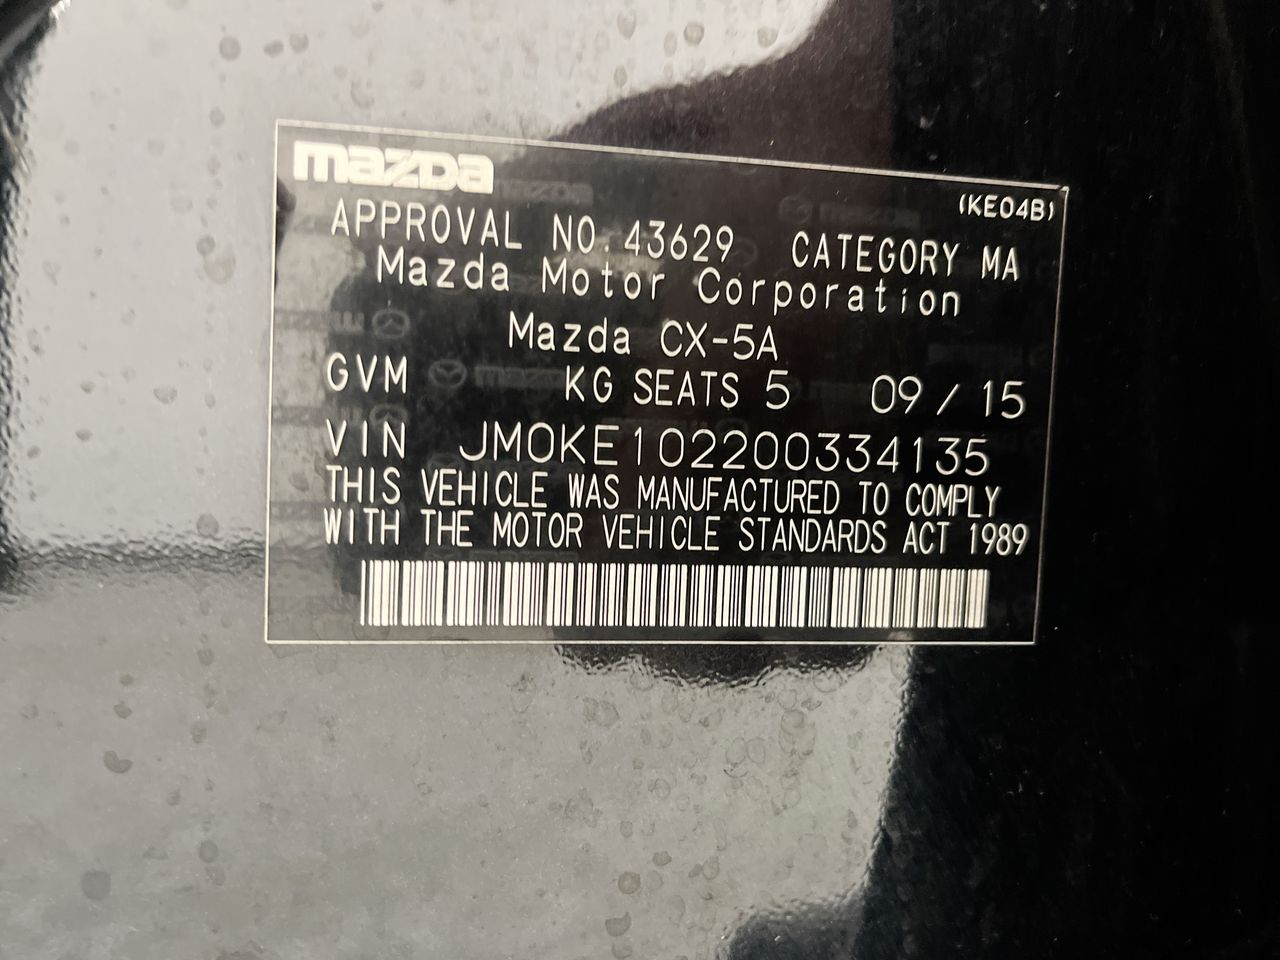 mazda
(KE04B)
APPROVAL NO. 43629 CATEGORY MA
Mazda Motor Corporation
Mazda CX-5A
GVM KG SEATS 5 09 / 15
VIN JM0KE102200334135
THIS VEHICLE WAS MANUFACTURED TO COMPLY
WITH THE MOTOR VEHICLE STANDARDS ACT 1989